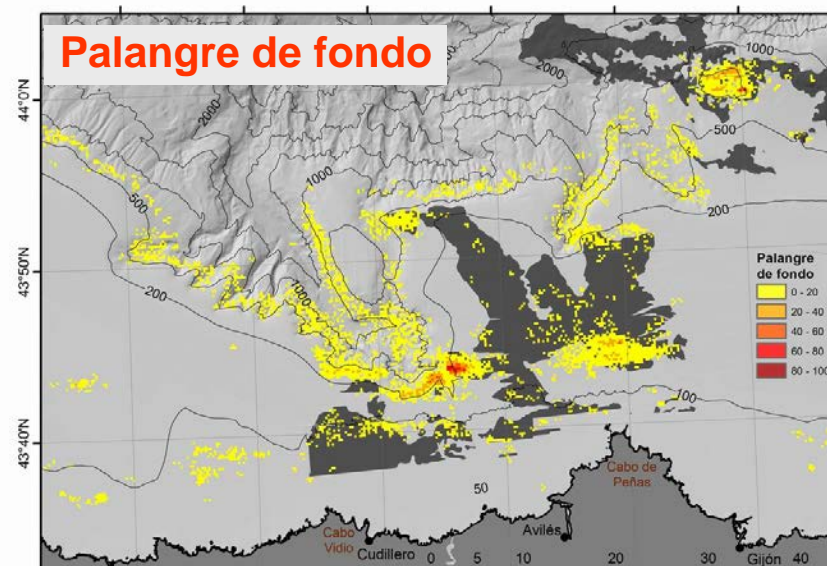 Palangre de fondo
1000
1000
2000
44°0'N
2000
500
1000
500
200
43°50'N
200
1000
Palangre
de fondo
0 - 20
20 - 40
40 - 60
60 - 80
80 - 100
100
43°40'N
50
Cabo de
Peñas
Cabo
Vidio
Cudillero
Avilés
Gijón
0 5 10 20 30 40